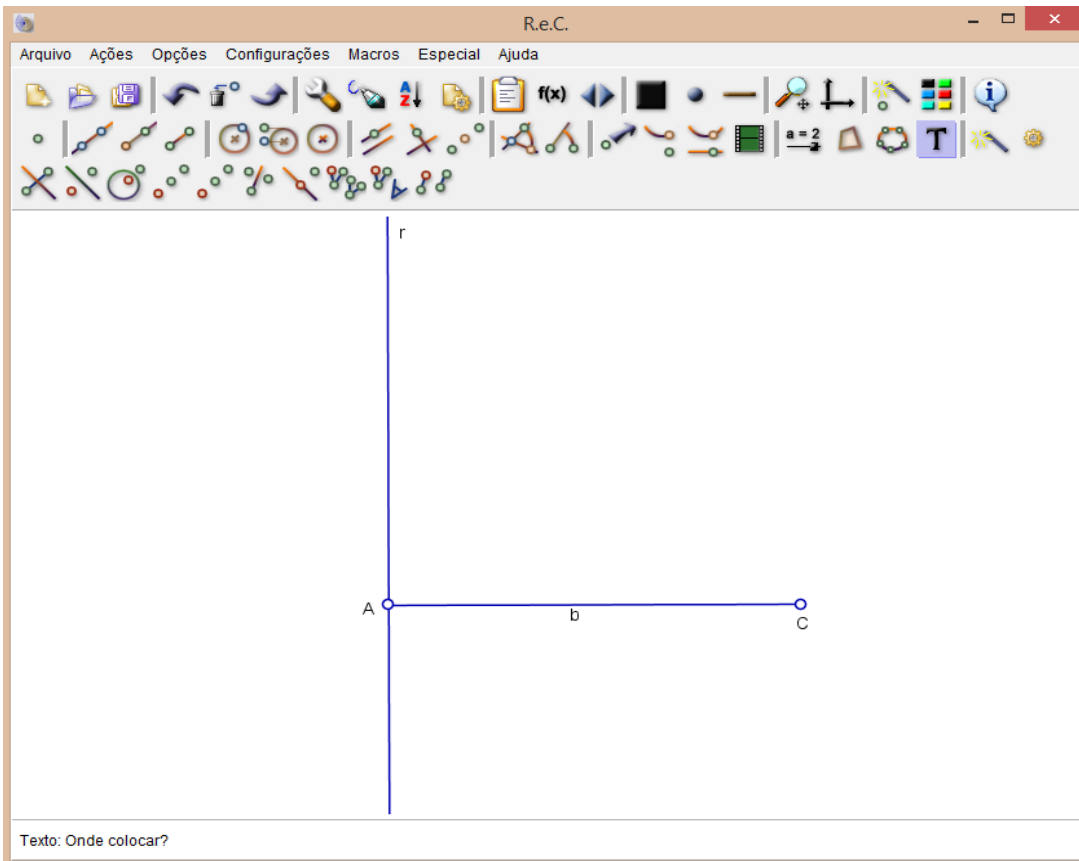 R.e.C.
Arquivo Ações Opções Configurações Macros Especial Ajuda
A Z f(x)
a = 2 T
r
A
b
C
Texto: Onde colocar?